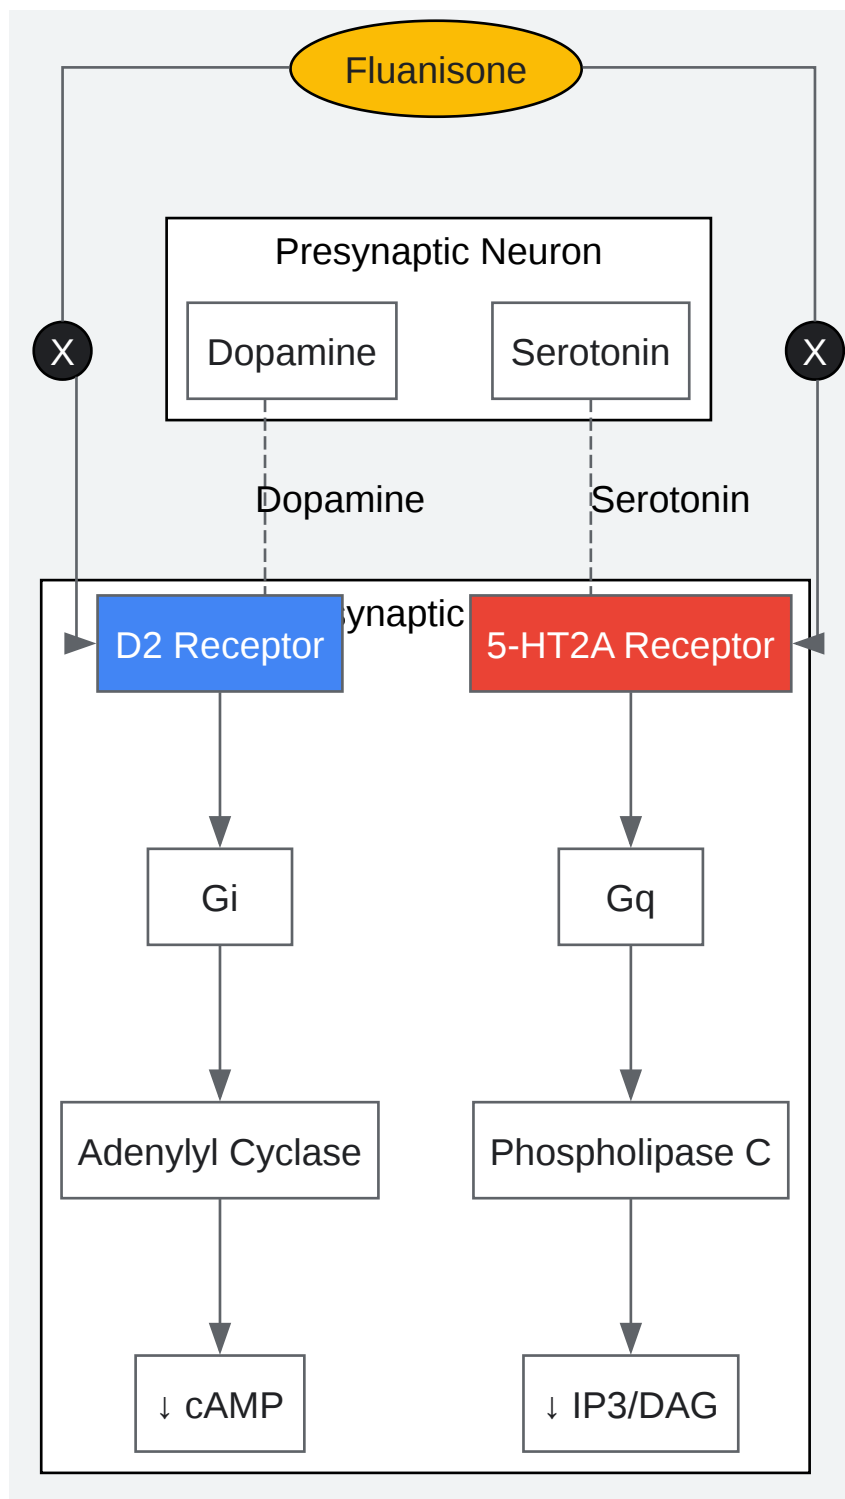 Fluanisone
Presynaptic Neuron
Dopamine
Serotonin
X
X
Dopamine
Serotonin
synaptic
D2 Receptor
5-HT2A Receptor
Gi
Gq
Adenylyl Cyclase
Phospholipase C
↓ cAMP
↓ IP3/DAG